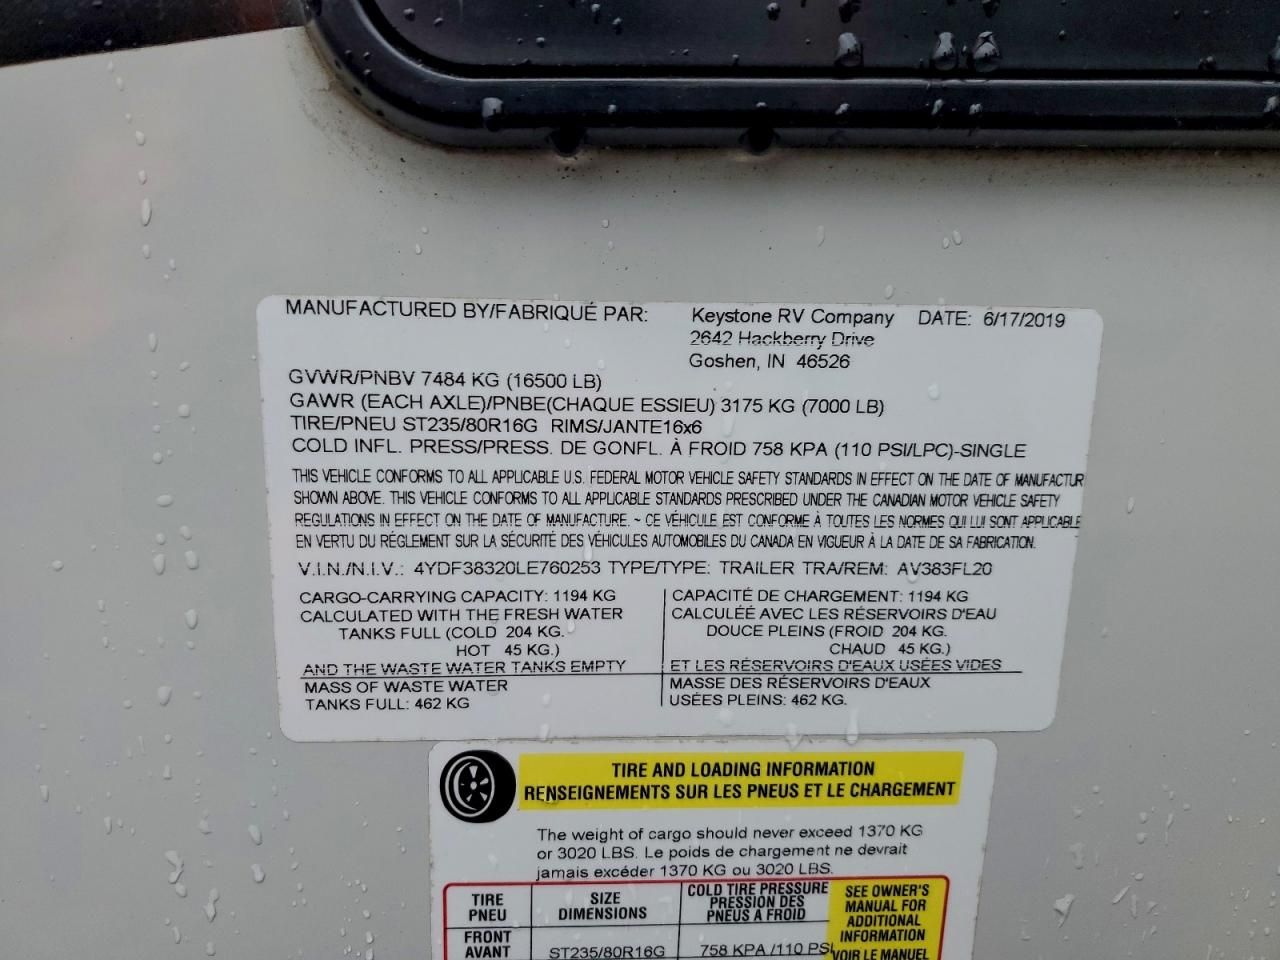 MANUFACTURED BY/FABRIQUÉ PAR: Keystone RV Company DATE: 6/17/2019
2642 Hackberry Drive
Goshen, IN 46526
GVWR/PNBV 7484 KG (16500 LB)
GAWR (EACH AXLE)/PNBE(CHAQUE ESSIEU) 3175 KG (7000 LB)
TIRE/PNEU ST235/80R16G RIMS/JANTE16x6
COLD INFL. PRESS/PRESS. DE GONFL. À FROID 758 KPA (110 PSI/LPC)-SINGLE
THIS VEHICLE CONFORMS TO ALL APPLICABLE U.S. FEDERAL MOTOR VEHICLE SAFETY STANDARDS IN EFFECT ON THE DATE OF MANUFACTUR
SHOWN ABOVE. THIS VEHICLE CONFORMS TO ALL APPLICABLE STANDARDS PRESCRIBED UNDER THE CANADIAN MOTOR VEHICLE SAFETY
REGULATIONS IN EFFECT ON THE DATE OF MANUFACTURE. ~ CE VÉHICULE EST CONFORME À TOUTES LES NORMES QUI LUI SONT APPLICABLE
EN VERTU DU RÉGLEMENT SUR LA SÉCURITÉ DES VÉHICULES AUTOMOBILES DU CANADA EN VIGUEUR À LA DATE DE SA FABRICATION.
V.I.N./N.I.V.: 4YDF38320LE760253 TYPE/TYPE: TRAILER TRA/REM: AV383FL20
CARGO-CARRYING CAPACITY: 1194 KG
CALCULATED WITH THE FRESH WATER
TANKS FULL (COLD 204 KG.
HOT 45 KG.)
AND THE WASTE WATER TANKS EMPTY
MASS OF WASTE WATER
TANKS FULL: 462 KG
CAPACITÉ DE CHARGEMENT: 1194 KG
CALCULÉE AVEC LES RÉSERVOIRS D'EAU
DOUCE PLEINS (FROID 204 KG.
CHAUD 45 KG.)
ET LES RÉSERVOIRS D'EAUX USÉES VIDES
MASSE DES RÉSERVOIRS D'EAUX
USÉES PLEINS: 462 KG.
TIRE AND LOADING INFORMATION
RENSEIGNEMENTS SUR LES PNEUS ET LE CHARGEMENT
The weight of cargo should never exceed 1370 KG
or 3020 LBS. Le poids de chargement ne devrait
jamais excéder 1370 KG ou 3020 LBS.
TIRE
PNEU
SIZE
DIMENSIONS
COLD TIRE PRESSURE
PRESSION DES
PNEUS A FROID
SEE OWNER'S
MANUAL FOR
ADDITIONAL
INFORMATION
VOIR LE MANUEL
FRONT
AVANT
ST235/80R16G
758 KPA /110 PSI